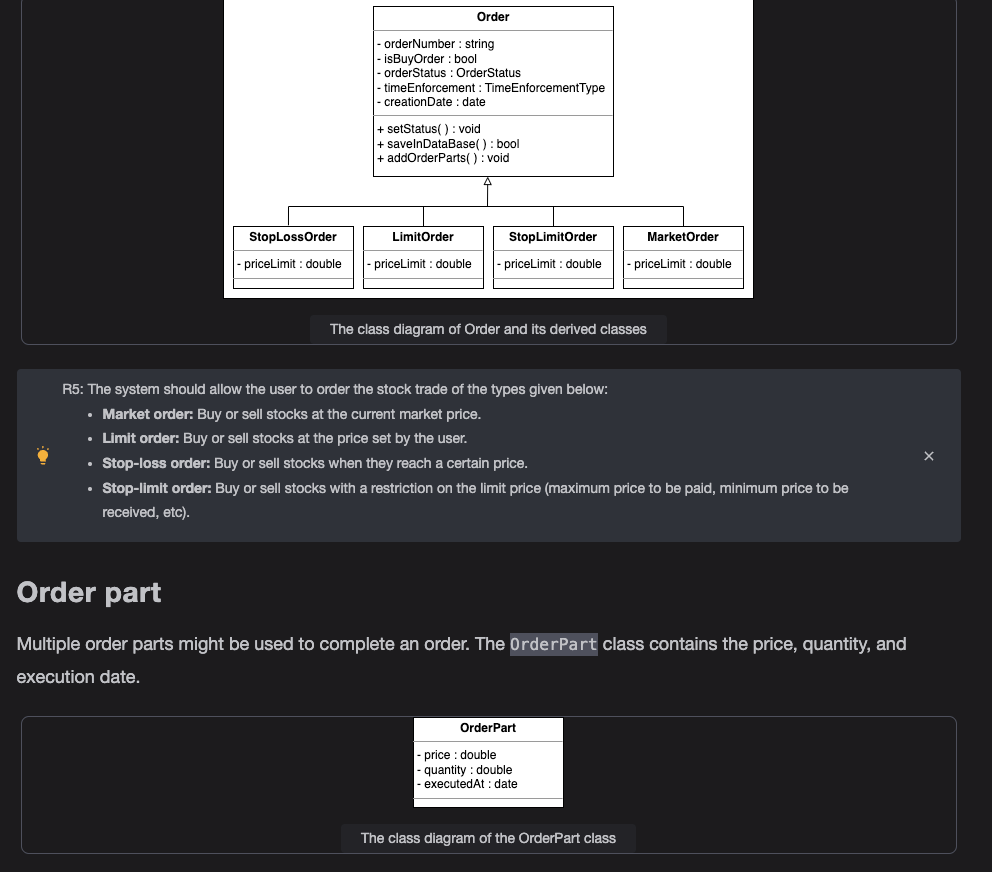 Order
- orderNumber : string
- isBuyOrder : bool
- orderStatus : OrderStatus
- timeEnforcement : TimeEnforcementType
- creationDate : date
+ setStatus( ) : void
+ saveInDataBase( ) : bool
+ addOrderParts( ) : void
StopLossOrder
- priceLimit : double
LimitOrder
- priceLimit : double
StopLimitOrder
- priceLimit : double
MarketOrder
- priceLimit : double
The class diagram of Order and its derived classes
R5: The system should allow the user to order the stock trade of the types given below:
• Market order: Buy or sell stocks at the current market price.
• Limit order: Buy or sell stocks at the price set by the user.
• Stop-loss order: Buy or sell stocks when they reach a certain price.
• Stop-limit order: Buy or sell stocks with a restriction on the limit price (maximum price to be paid, minimum price to be
received, etc).
Order part
Multiple order parts might be used to complete an order. The OrderPart class contains the price, quantity, and
execution date.
OrderPart
- price : double
- quantity : double
- executedAt : date
The class diagram of the OrderPart class